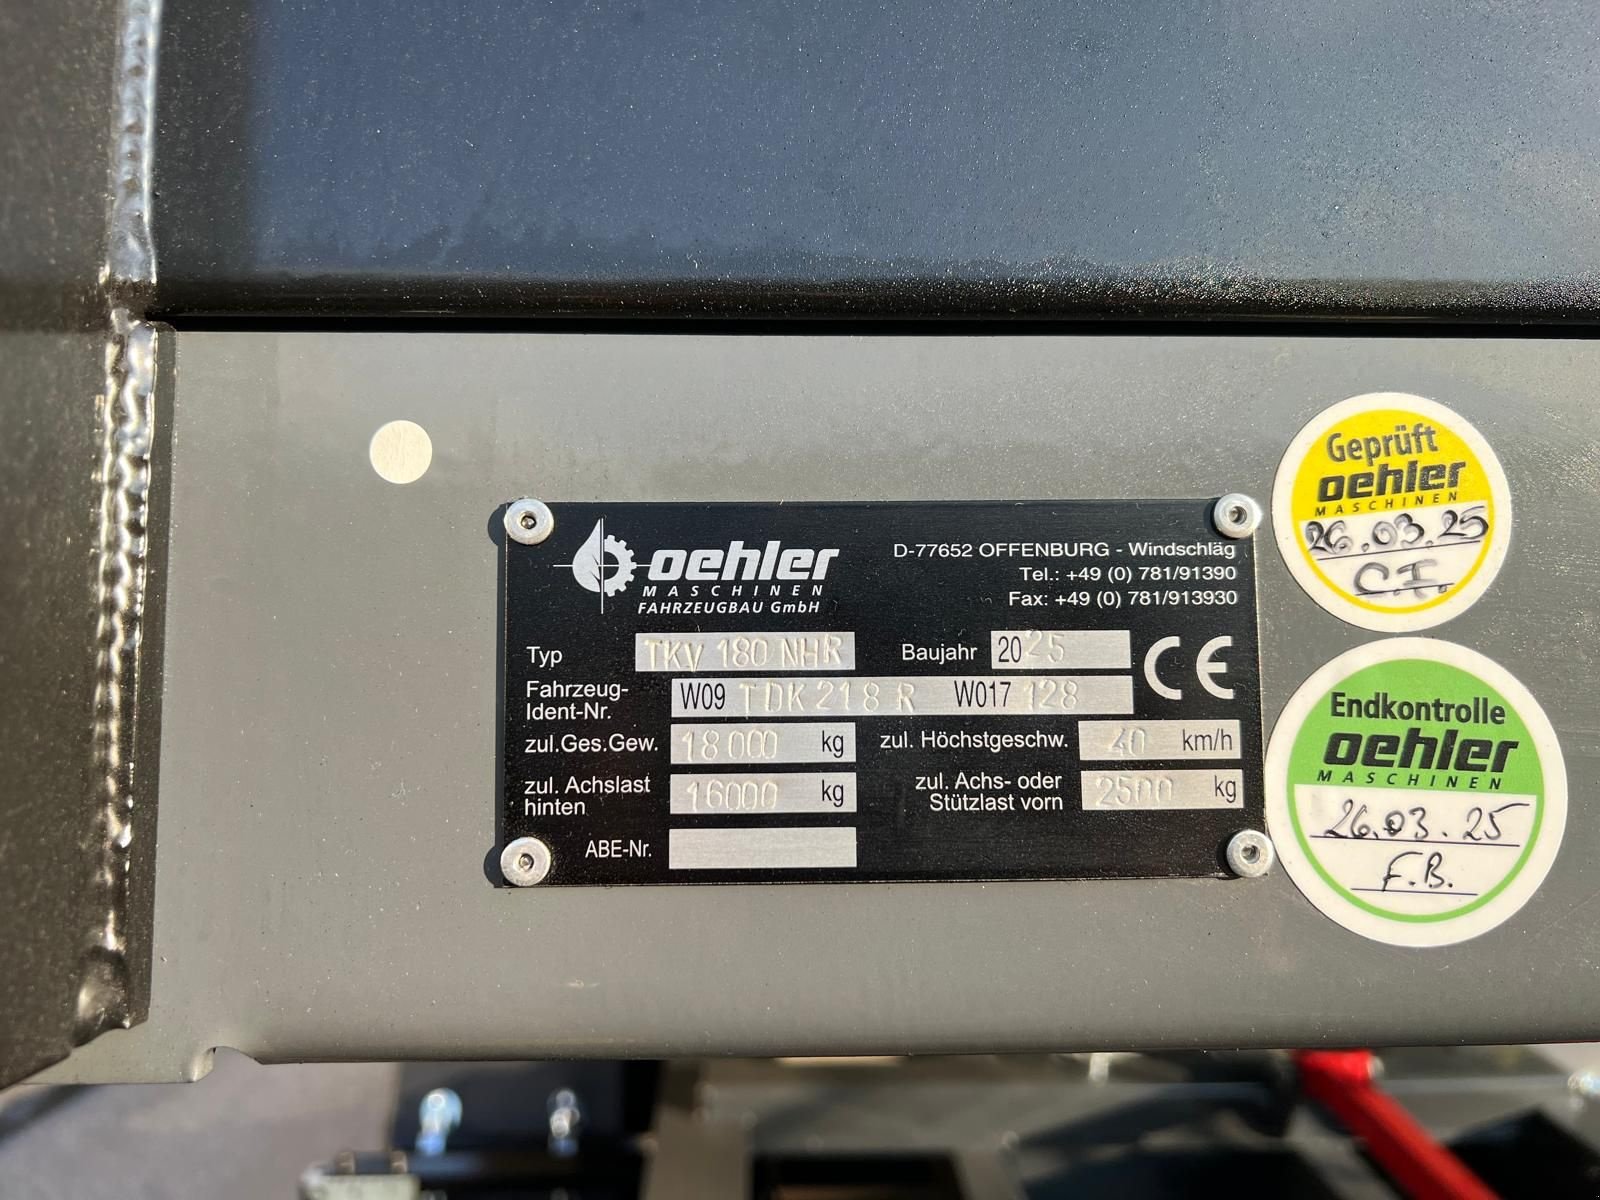 oehler
MASCHINEN
FAHRZEUGBAU GmbH
D-77652 OFFENBURG - Windschläg
Tel.: +49 (0) 781/91390
Fax: +49 (0) 781/913930
Typ TKV 180 NHR Baujahr 2025
CE
Fahrzeug-
Ident-Nr. W09 TDK218 R W017 128
zul.Ges.Gew. 18000 kg zul. Höchstgeschw. 40 km/h
zul. Achslast
hinten 16000 kg
zul. Achs- oder
Stützlast vorn 2500 kg
ABE-Nr.
Geprüft
oehler
MASCHINEN
26.03.25
C.I.
Endkontrolle
oehler
MASCHINEN
26.03.25
F.B.